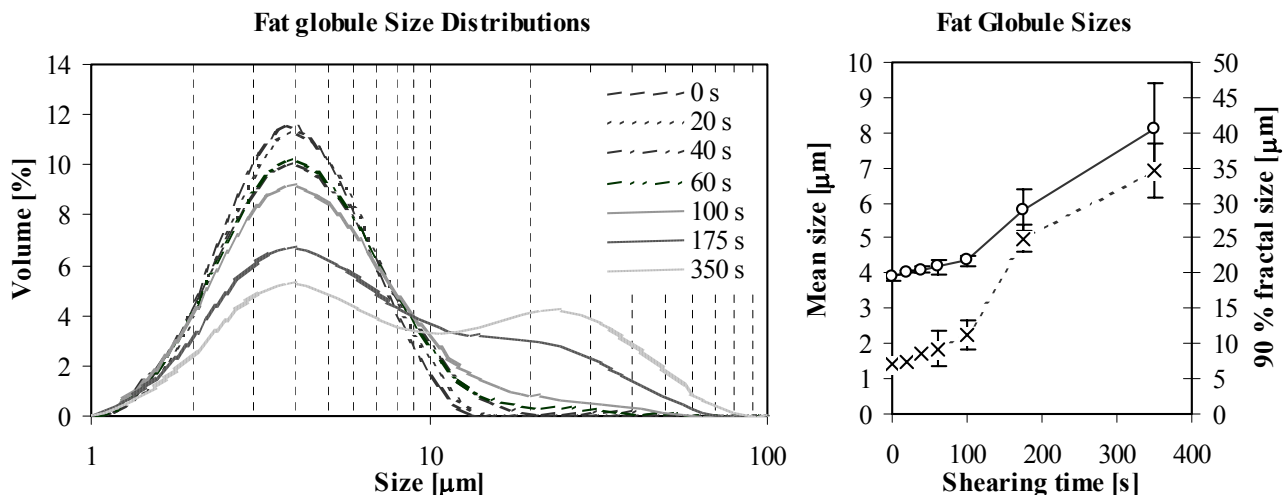 Fat globule Size Distributions
Volume [%]
14
12
10
8
6
4
2
0
1
10
100
Size [μm]
0 s
20 s
40 s
60 s
100 s
175 s
350 s
Fat Globule Sizes
Mean size [μm]
10
9
8
7
6
5
4
3
2
1
0
50
45
40
35
30
25
20
15
10
5
0
90 % fractal size [μm]
0
100
200
300
400
Shearing time [s]